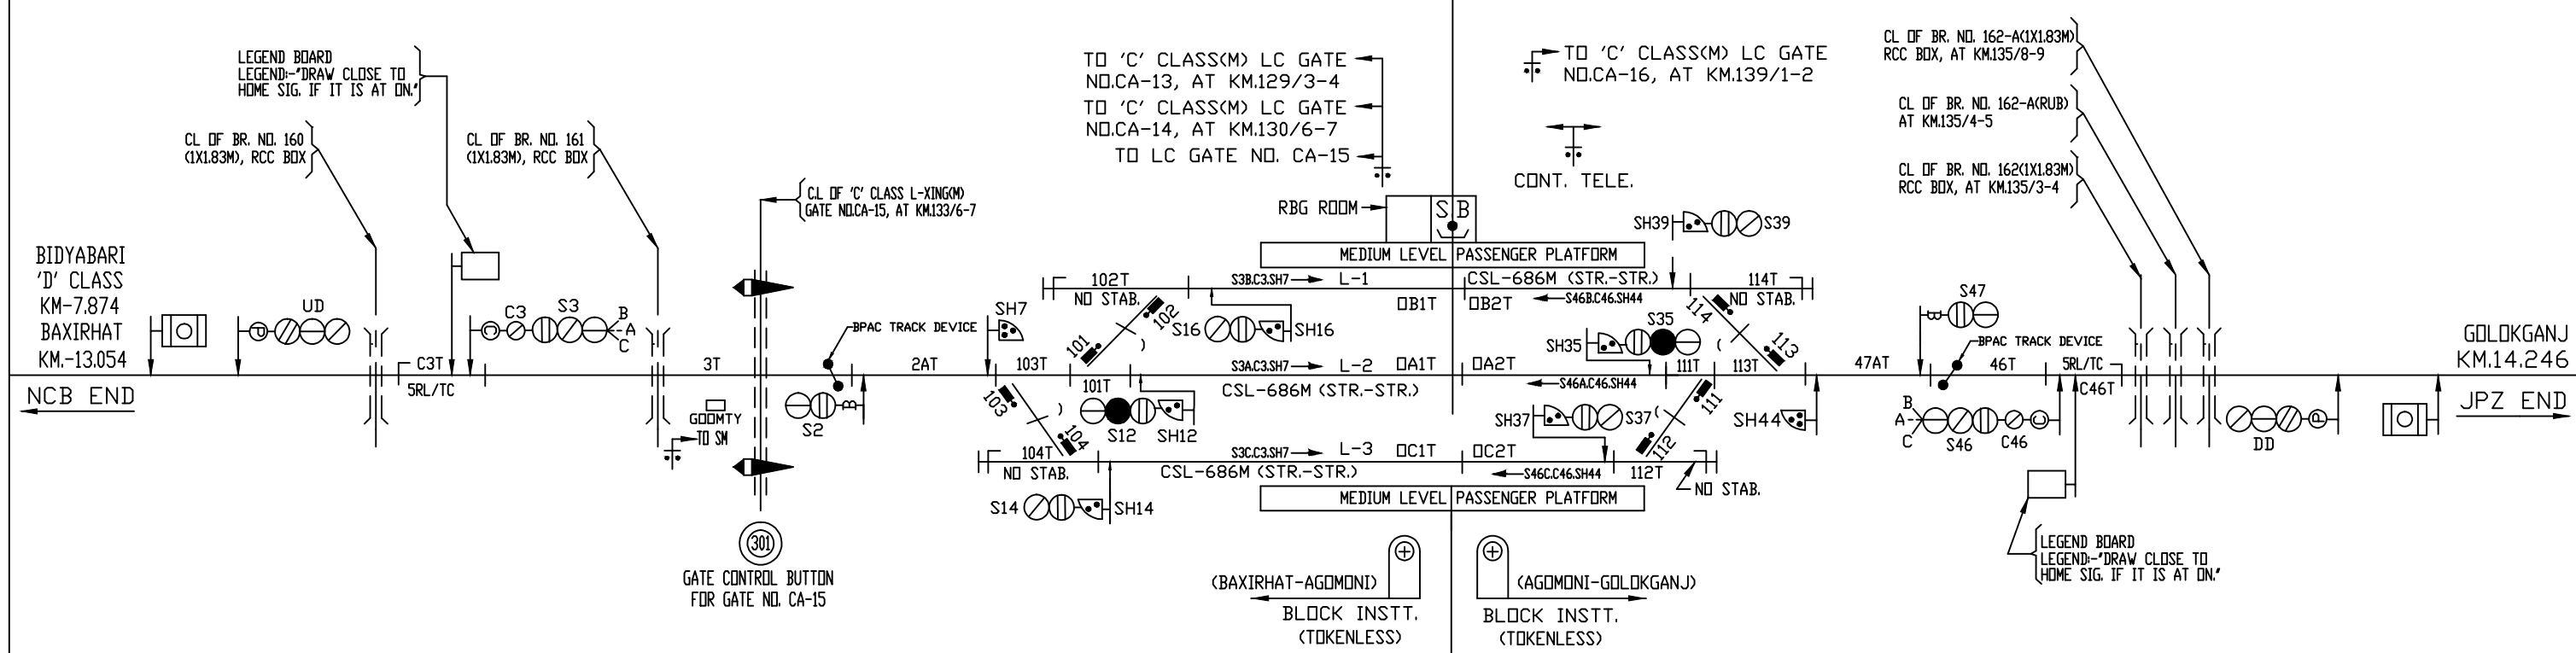 LEGEND BOARD
LEGEND:-"DRAW CLOSE TO
HOME SIG. IF IT IS AT ON."
CL OF BR. NO. 160
(1X1.83M), RCC BOX
CL OF BR. NO. 161
(1X1.83M), RCC BOX
C.L OF 'C' CLASS L-XING(M)
GATE NO.CA-15, AT KM.133/6-7
TO 'C' CLASS(M) LC GATE
NO.CA-13, AT KM.129/3-4
TO 'C' CLASS(M) LC GATE
NO.CA-14, AT KM.130/6-7
TO LC GATE NO. CA-15
TO 'C' CLASS(M) LC GATE
NO.CA-16, AT KM.139/1-2
CONT. TELE.
CL OF BR. NO. 162-A(1X1.83M)
RCC BOX, AT KM.135/8-9
CL OF BR. NO. 162-A(RUB)
AT KM.135/4-5
CL OF BR. NO. 162(1X1.83M)
RCC BOX, AT KM.135/3-4
RBG ROOM
S B
SH39
S39
MEDIUM LEVEL PASSENGER PLATFORM
BIDYABARI
'D' CLASS
KM-7.874
BAXIRHAT
KM.-13.054
NCB END
UD
P
C3
S3
C
B
A
C
C3T
5RL/TC
3T
GOOMTY
TO SM
BPAC TRACK DEVICE
S2
B
2AT
SH7
103T
101
102
102T
NO STAB.
S3B.C3.SH7
L-1
CSL-686M (STR.-STR.)
114T
NO STAB.
OB1T
OB2T
S46B.C46.SH44
114
113
S16
SH16
SH35
S35
S3A.C3.SH7
L-2
OA1T
OA2T
111T
113T
CSL-686M (STR.-STR.)
S46A.C46.SH44
101T
103
104
S12
SH12
SH37
S37
111
112
SH44
104T
NO STAB.
S3C.C3.SH7
L-3
OC1T
OC2T
CSL-686M (STR.-STR.)
S46C.C46.SH44
112T
NO STAB.
S14
SH14
MEDIUM LEVEL PASSENGER PLATFORM
S47
B
BPAC TRACK DEVICE
47AT
46T
5RL/TC
C46T
B
A
C
S46
C46
C
DD
P
GOLOKGANJ
KM.14.246
JPZ END
LEGEND BOARD
LEGEND:-"DRAW CLOSE TO
HOME SIG. IF IT IS AT ON."
301
GATE CONTROL BUTTON
FOR GATE NO. CA-15
(BAXIRHAT-AGOMONI)
BLOCK INSTT.
(TOKENLESS)
(AGOMONI-GOLOKGANJ)
BLOCK INSTT.
(TOKENLESS)